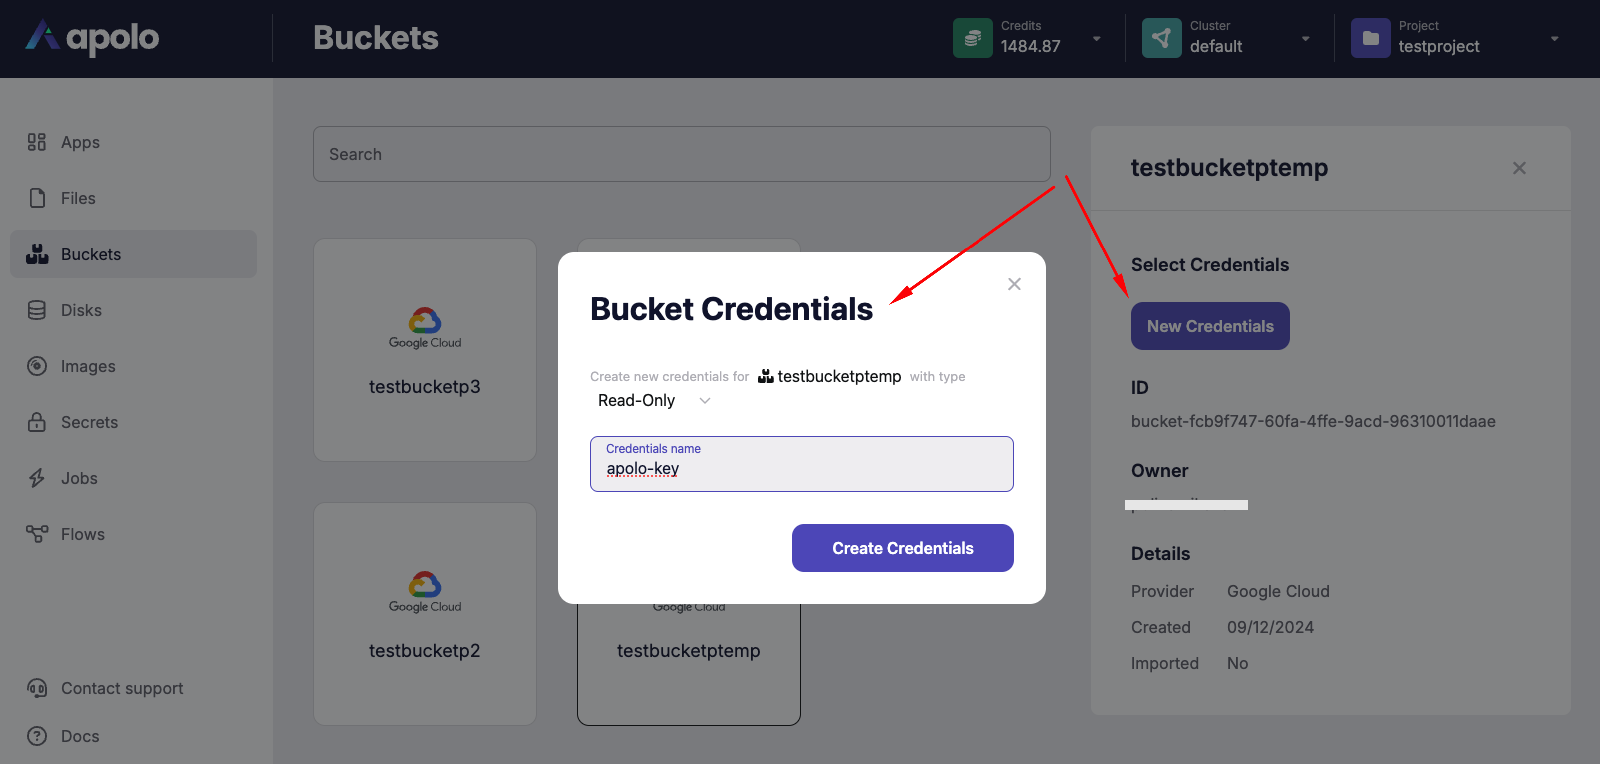 apolo
Buckets
Credits
1484.87
Cluster
default
Project
testproject
Apps
Files
Buckets
Disks
Images
Secrets
Jobs
Flows
Contact support
Docs
Search
Google Cloud
testbucketp3
Google Cloud
testbucketp2
Google Cloud
testbucketptemp
Bucket Credentials
Create new credentials for testbucketptemp with type
Read-Only
Credentials name
apolo-key
Create Credentials
testbucketptemp
Select Credentials
New Credentials
ID
bucket-fcb9f747-60fa-4ffe-9acd-96310011daae
Owner
Details
Provider Google Cloud
Created 09/12/2024
Imported No